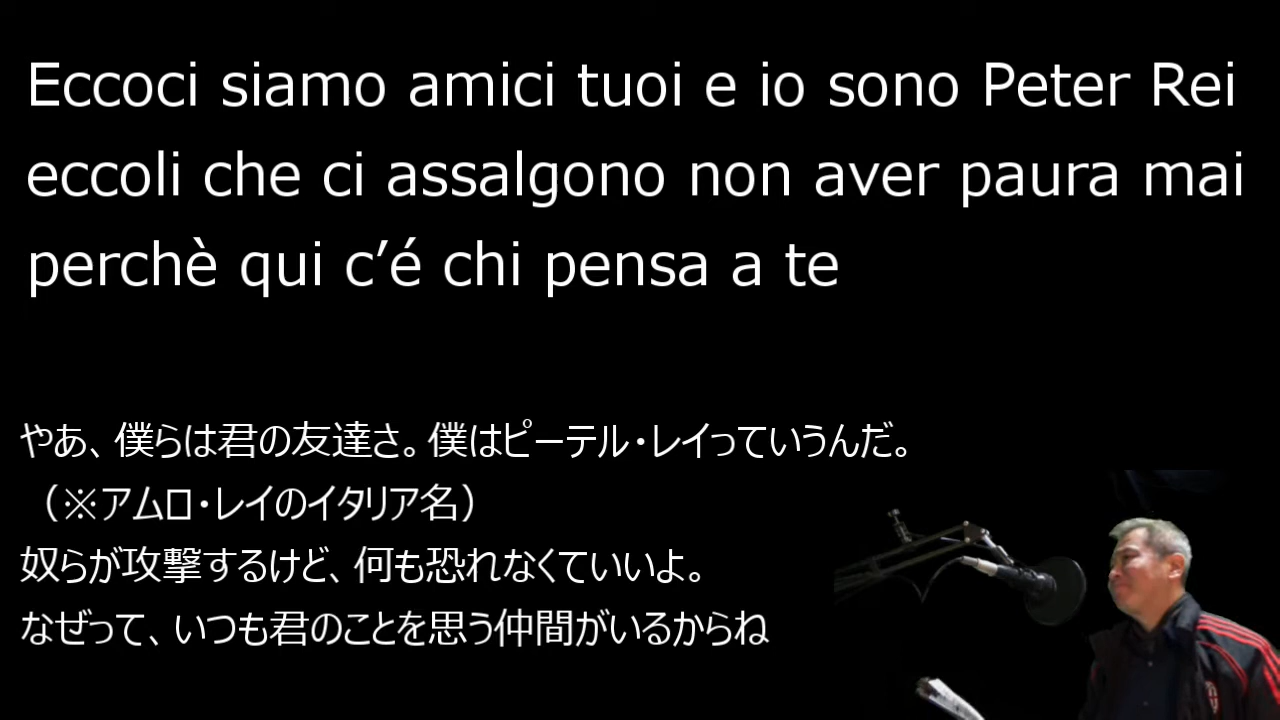 Eccoci siamo amici tuoi e io sono Peter Rei
eccoli che ci assalgono non aver paura mai
perchè qui c’é chi pensa a te
やあ、僕らは君の友達さ。僕はピーテル・レイっていうんだ。
（※アムロ・レイのイタリア名）
奴らが攻撃するけど、何も恐れなくていいよ。
なぜって、いつも君のことを思う仲間がいるからね